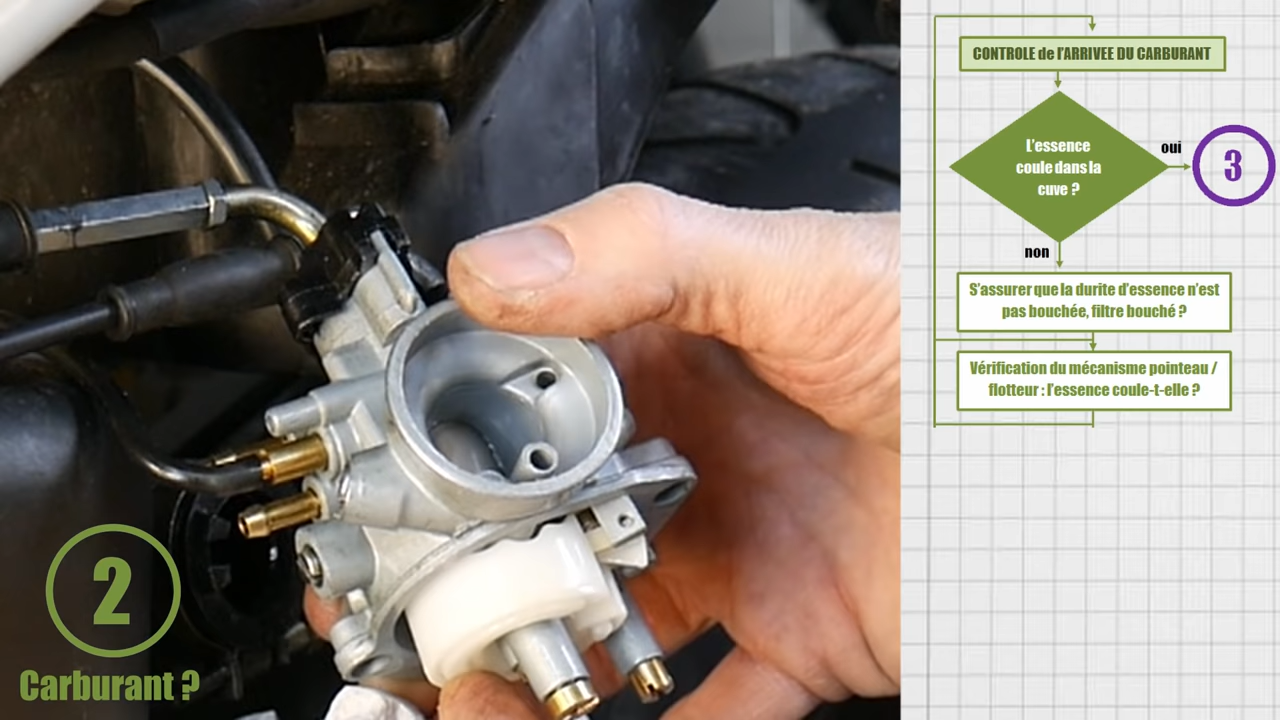 CONTROLE de l'ARRIVEE DU CARBURANT
L'essence
coule dans la
cuve ?
oui
3
non
S'assurer que la durite d'essence n'est
pas bouchée, filtre bouché ?
Vérification du mécanisme pointeau /
flotteur : l'essence coule-t-elle ?
2
Carburant ?